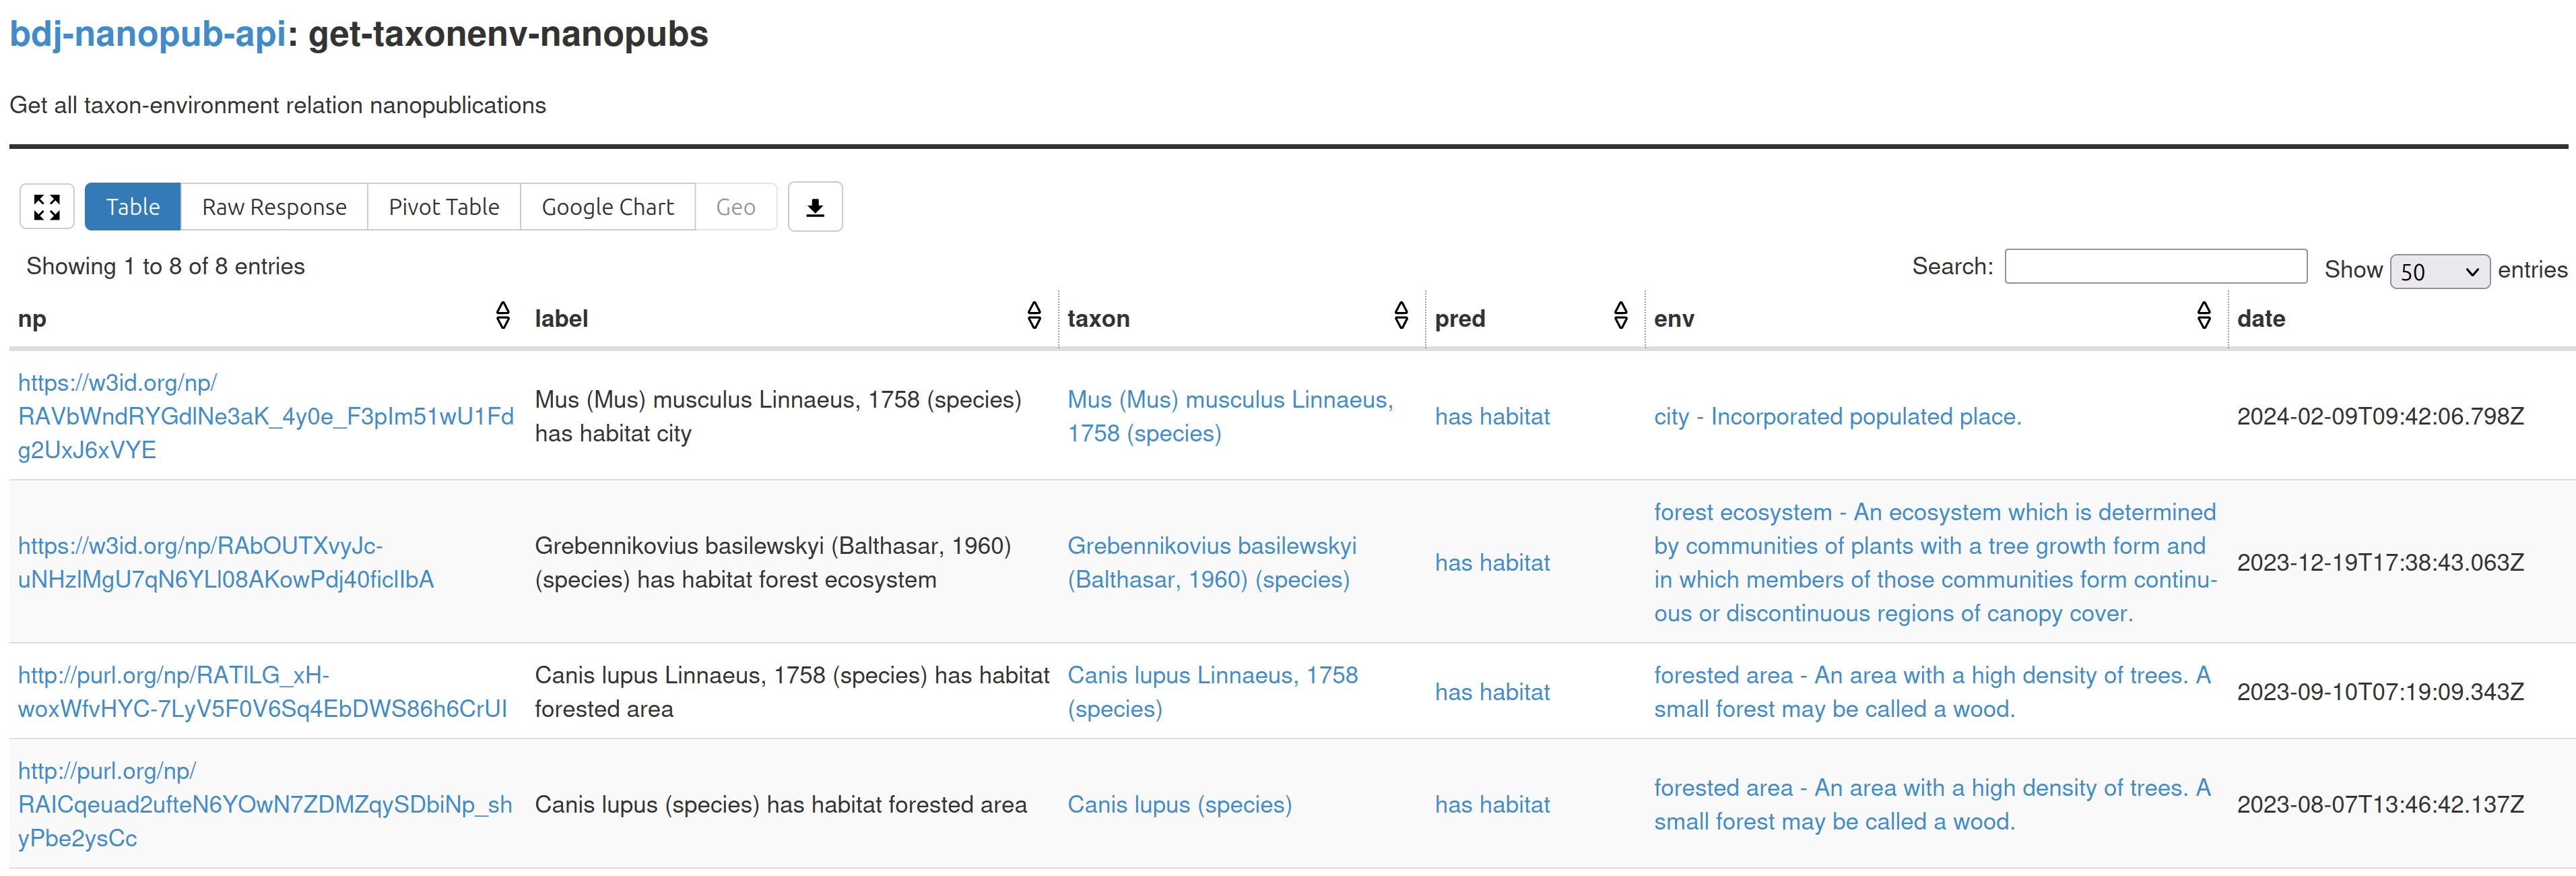 bdj-nanopub-api: get-taxonenv-nanopubs
Get all taxon-environment relation nanopublications
Table Raw Response Pivot Table Google Chart Geo
Showing 1 to 8 of 8 entries
Search: Show 50 entries
np label taxon pred env date
https://w3id.org/np/
RAVbWndRYGdlNe3aK_4y0e_F3pIm51wU1Fd
g2UxJ6xVYE
Mus (Mus) musculus Linnaeus, 1758 (species)
has habitat city
Mus (Mus) musculus Linnaeus,
1758 (species)
has habitat
city - Incorporated populated place.
2024-02-09T09:42:06.798Z
https://w3id.org/np/RAbOUTXvyJc-
uNHzlMgU7qN6YLl08AKowPdj40ficlIbA
Grebennikovius basilewskyi (Balthasar, 1960)
(species) has habitat forest ecosystem
Grebennikovius basilewskyi
(Balthasar, 1960) (species)
has habitat
forest ecosystem - An ecosystem which is determined
by communities of plants with a tree growth form and
in which members of those communities form continu-
ous or discontinuous regions of canopy cover.
2023-12-19T17:38:43.063Z
http://purl.org/np/RATlLG_xH-
woxWfvHYC-7LyV5F0V6Sq4EbDWS86h6CrUI
Canis lupus Linnaeus, 1758 (species) has habitat
forested area
Canis lupus Linnaeus, 1758
(species)
has habitat
forested area - An area with a high density of trees. A
small forest may be called a wood.
2023-09-10T07:19:09.343Z
http://purl.org/np/
RAICqeuad2ufteN6YOwN7ZDMZqySDbiNp_sh
yPbe2ysCc
Canis lupus (species) has habitat forested area
Canis lupus (species)
has habitat
forested area - An area with a high density of trees. A
small forest may be called a wood.
2023-08-07T13:46:42.137Z